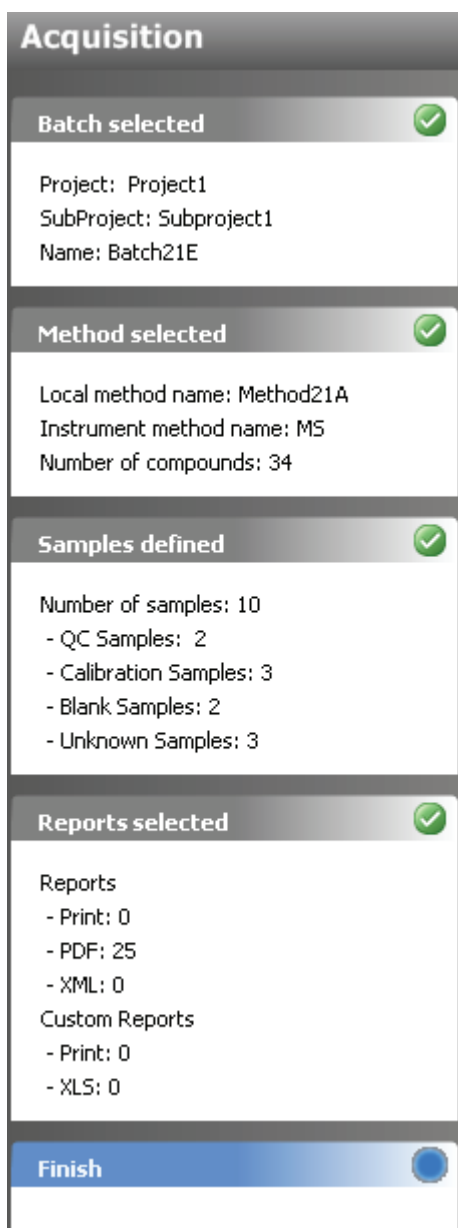 Acquisition
Batch selected
Project:  Project1
SubProject: Subproject1
Name: Batch21E
Method selected
Local method name: Method21A
Instrument method name: MS
Number of compounds: 34
Samples defined
Number of samples: 10
- QC Samples:  2
- Calibration Samples: 3
- Blank Samples: 2
- Unknown Samples: 3
Reports selected
Reports
- Print: 0
- PDF: 25
- XML: 0
Custom Reports
- Print: 0
- XLS: 0
Finish